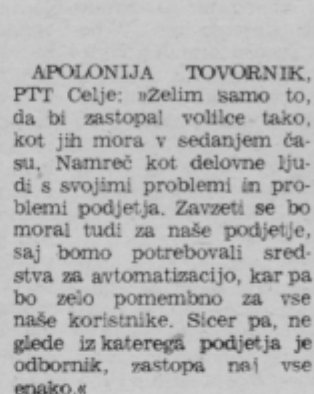 APOLONIJA TOVORNIK,
PTT Celje: »Želim samo to,
da bi zastopal volilce tako,
kot jih mora v sedanjem ča-
su. Namreč kot delovne lju-
di s svojimi problemi in pro-
blemi podjetja. Zavzeti se bo
moral tudi za naše podjetje,
saj bomo potrebovali sred-
stva za avtomatizacijo, kar pa
bo zelo pomembno za vse
naše koristnike. Sicer pa, ne
glede iz katerega podjetja je
odbornik, zastopa naj vse
enako.«